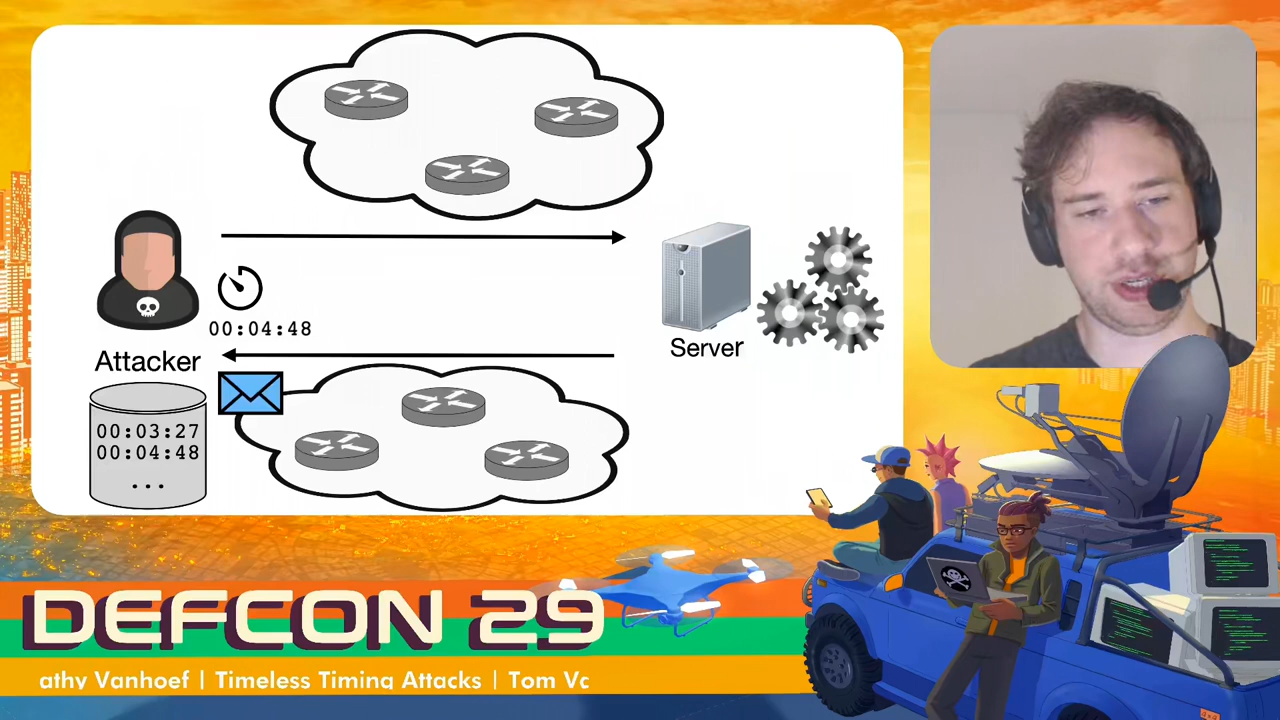 00:04:48
Attacker
Server
00:03:27
00:04:48
...
DEFCON 29
athy Vanhoef | Timeless Timing Attacks | Tom Vc